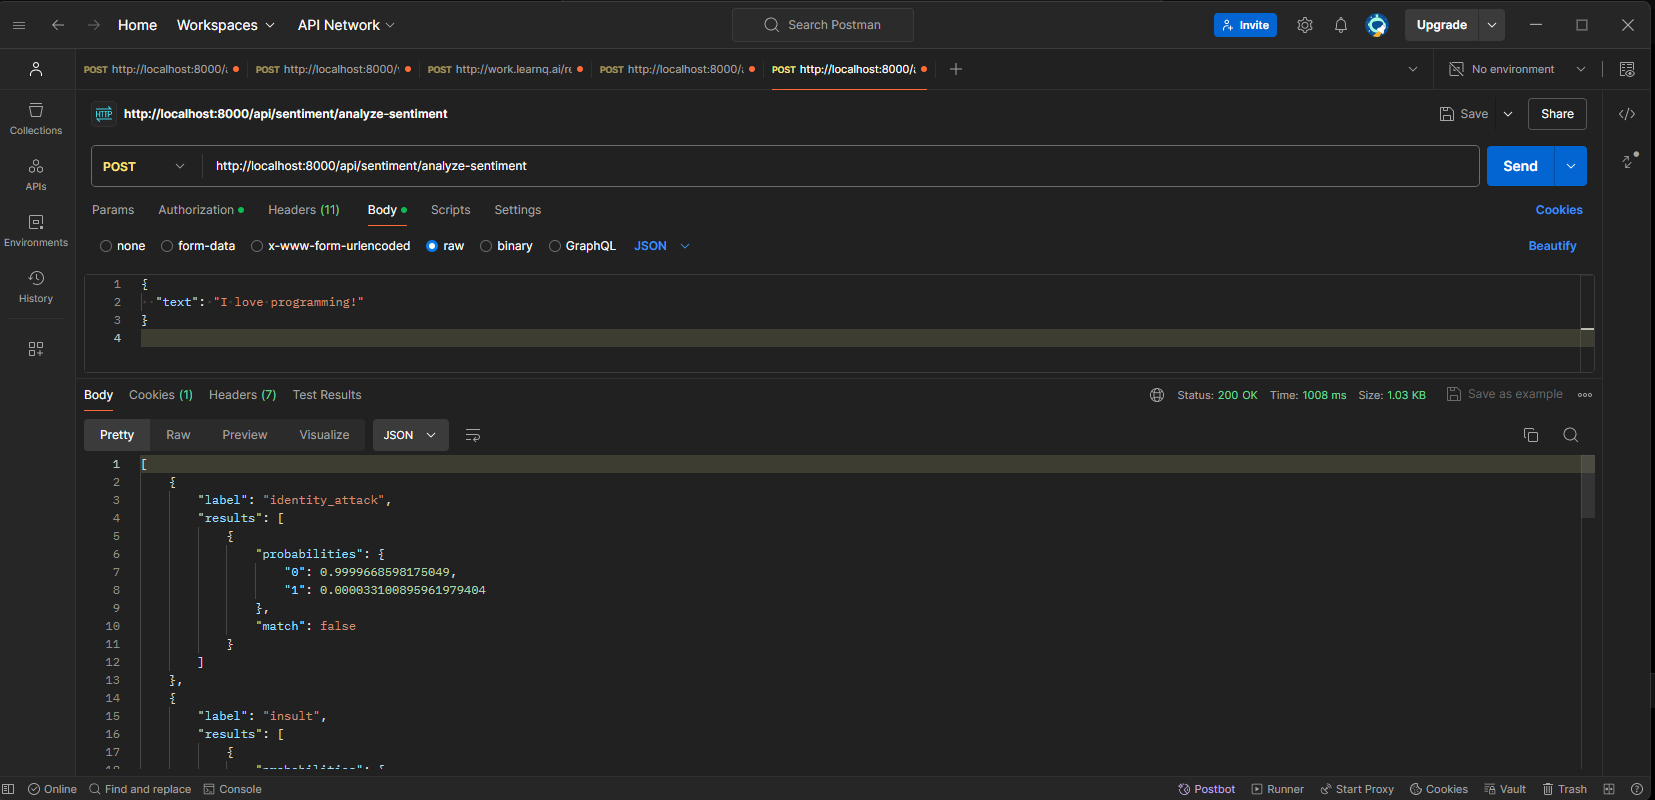 Home Workspaces API Network Search Postman Invite Upgrade
POST http://localhost:8000/ POST http://localhost:8000/ POST http://work.learnq.ai/re POST http://localhost:8000/ POST http://localhost:8000/ No environment
HTTP http://localhost:8000/api/sentiment/analyze-sentiment Save Share
Collections
POST http://localhost:8000/api/sentiment/analyze-sentiment Send
APIs
Params Authorization Headers (11) Body Scripts Settings Cookies
Environments
none form-data x-www-form-urlencoded raw binary GraphQL JSON Beautify
History
1 {
2 "text": "I love programming!"
3 }
4
Body Cookies (1) Headers (7) Test Results Status: 200 OK Time: 1008 ms Size: 1.03 KB Save as example
Pretty Raw Preview Visualize JSON
1 [
2 {
3 "label": "identity_attack",
4 "results": [
5 {
6 "probabilities": {
7 "0": 0.9999668598175049,
8 "1": 0.000033100895961979404
9 },
10 "match": false
11 }
12 ]
13 },
14 {
15 "label": "insult",
16 "results": [
17 {
18 "probabilities": {
Online Find and replace Console Postbot Runner Start Proxy Cookies Vault Trash